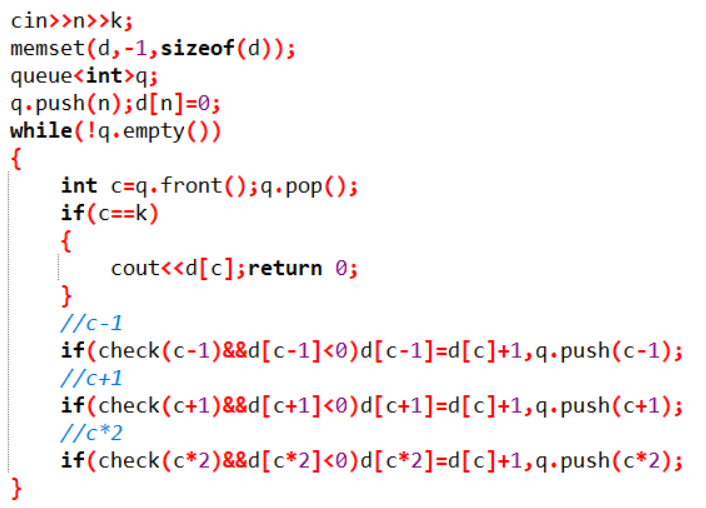 cin>>n>>k;
memset(d,-1,sizeof(d));
queue<int>q;
q.push(n);d[n]=0;
while(!q.empty())
{
    int c=q.front();q.pop();
    if(c==k)
    {
        cout<<d[c];return 0;
    }
    //c-1
    if(check(c-1)&&d[c-1]<0)d[c-1]=d[c]+1,q.push(c-1);
    //c+1
    if(check(c+1)&&d[c+1]<0)d[c+1]=d[c]+1,q.push(c+1);
    //c*2
    if(check(c*2)&&d[c*2]<0)d[c*2]=d[c]+1,q.push(c*2);
}